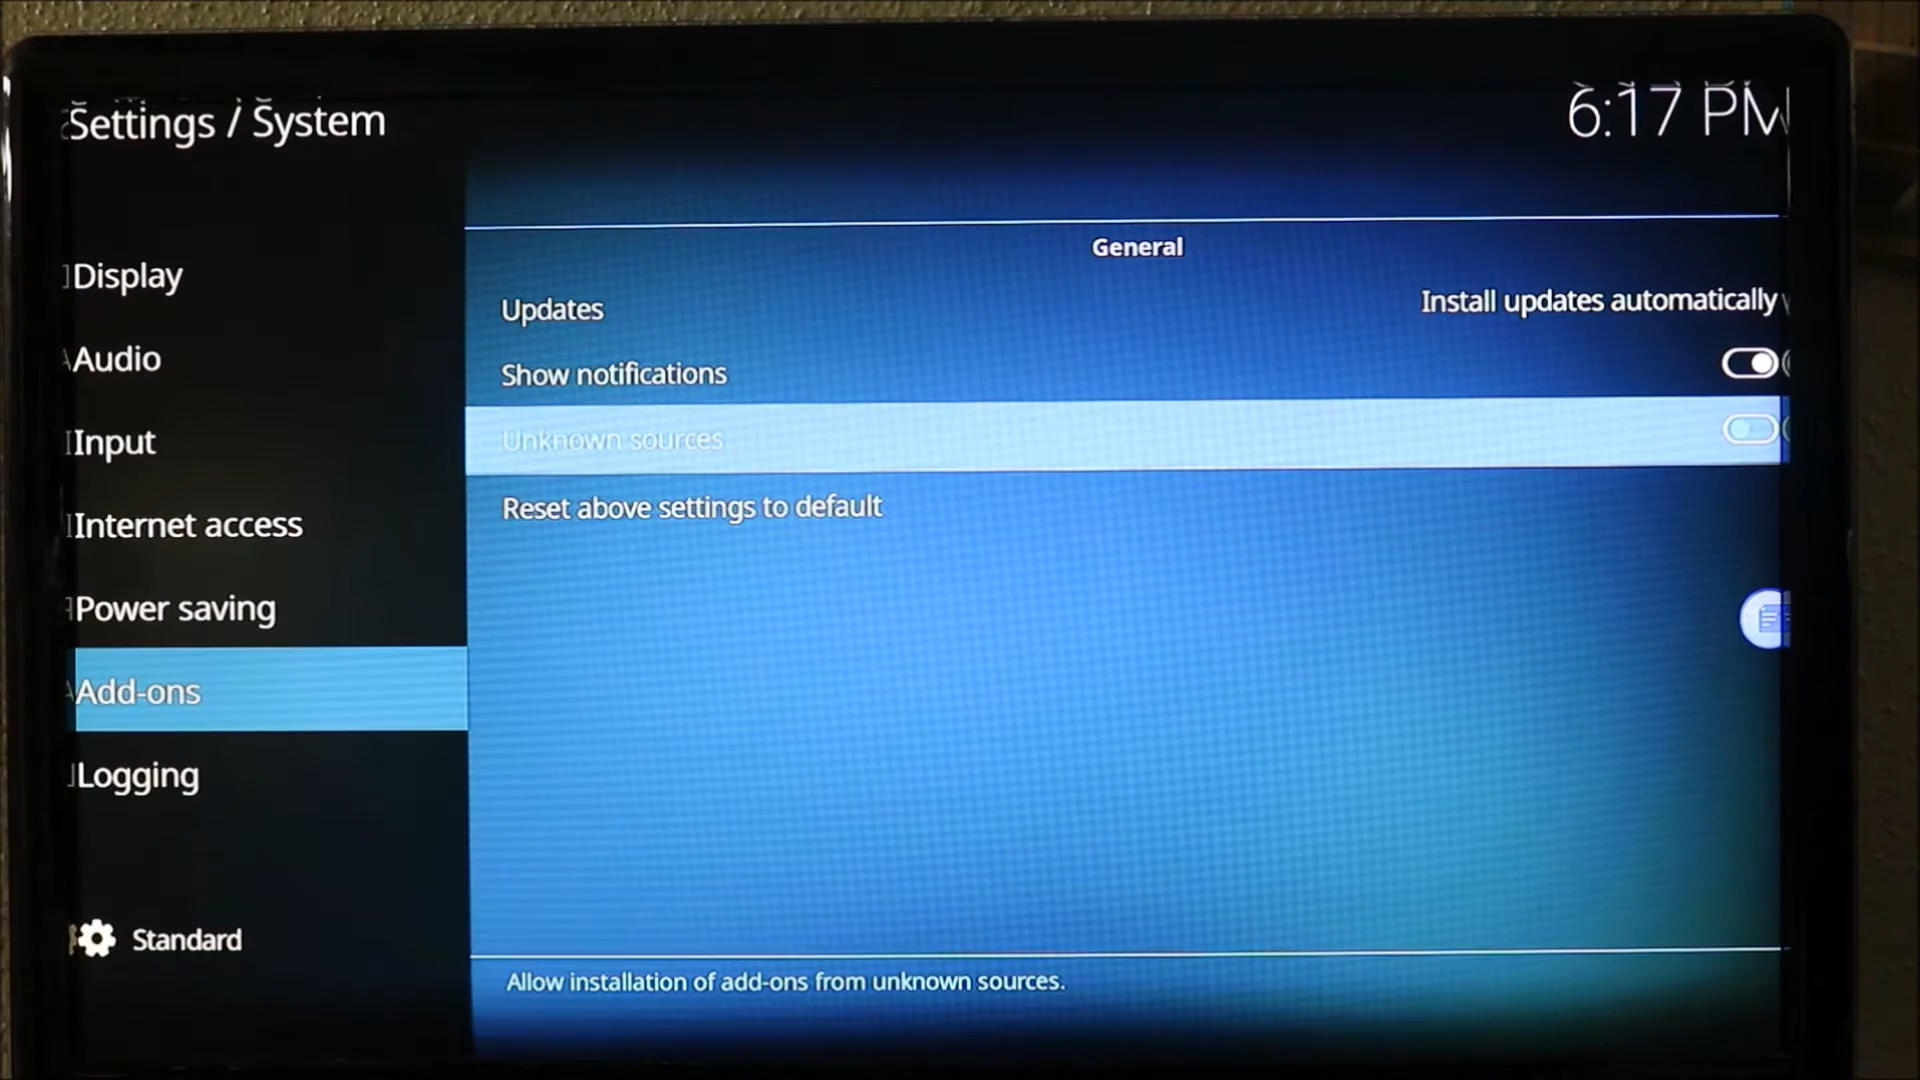 Settings / System
6:17 PM
Display
Audio
Input
Internet access
Power saving
Add-ons
Logging
Standard
General
Updates
Install updates automatically
Show notifications
Unknown sources
Reset above settings to default
Allow installation of add-ons from unknown sources.